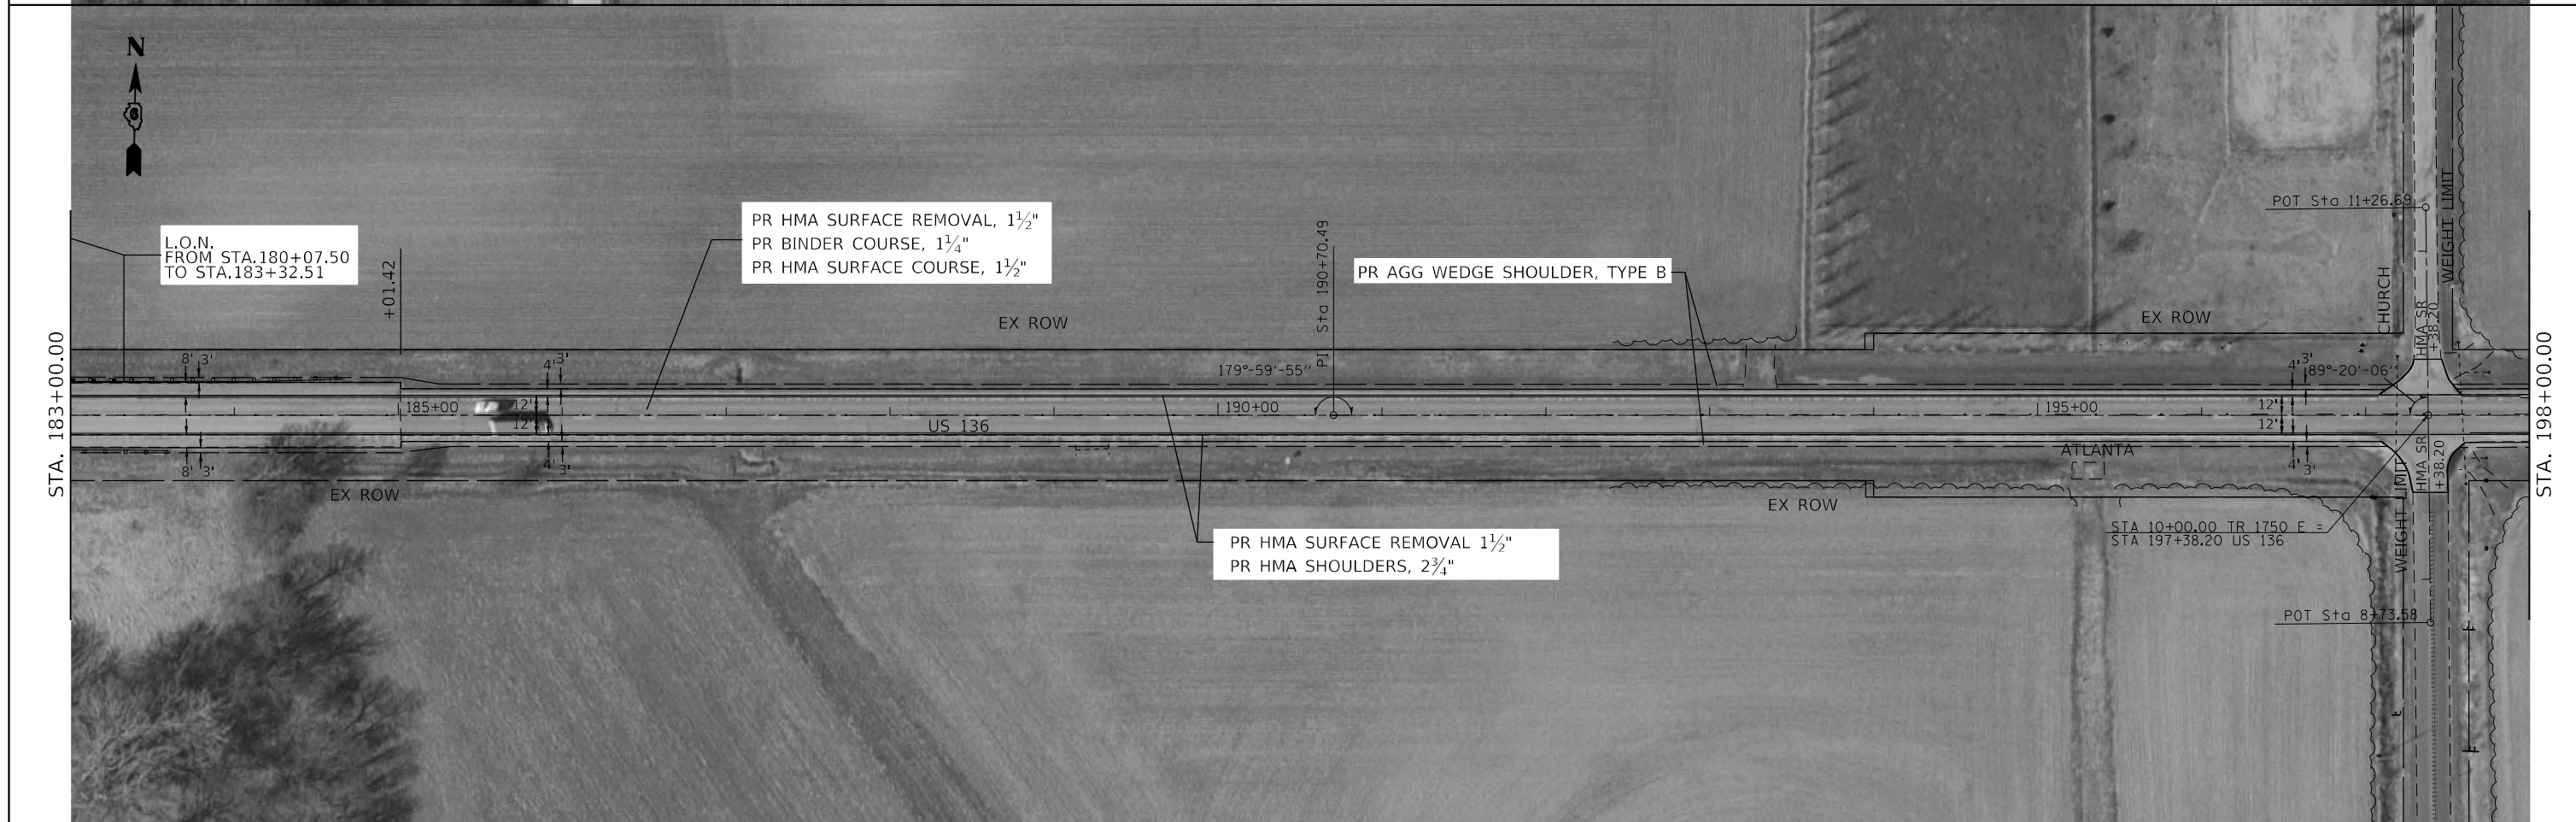 N
6
L.O.N.
FROM STA.180+07.50
TO STA.183+32.51
+01.42
PR HMA SURFACE REMOVAL, 1½"
PR BINDER COURSE, 1¼"
PR HMA SURFACE COURSE, 1½"
EX ROW
PI Sta 190+70.49
PR AGG WEDGE SHOULDER, TYPE B
POT Sta 11+26.69
WEIGHT LIMIT
CHURCH
HMA SR
+38.20
EX ROW
STA. 183+00.00
STA. 198+00.00
8' 3'
4' 3'
179°-59'-55"
4' 3'
89°-20'-06"
185+00
12'
12'
190+00
195+00
12'
12'
US 136
8' 3'
4' 3'
4' 3'
ATLANTA
HMA SR
+38.20
WEIGHT LIMIT
EX ROW
EX ROW
STA 10+00.00 TR 1750 E =
STA 197+38.20 US 136
PR HMA SURFACE REMOVAL 1½"
PR HMA SHOULDERS, 2¾"
POT Sta 8+73.58